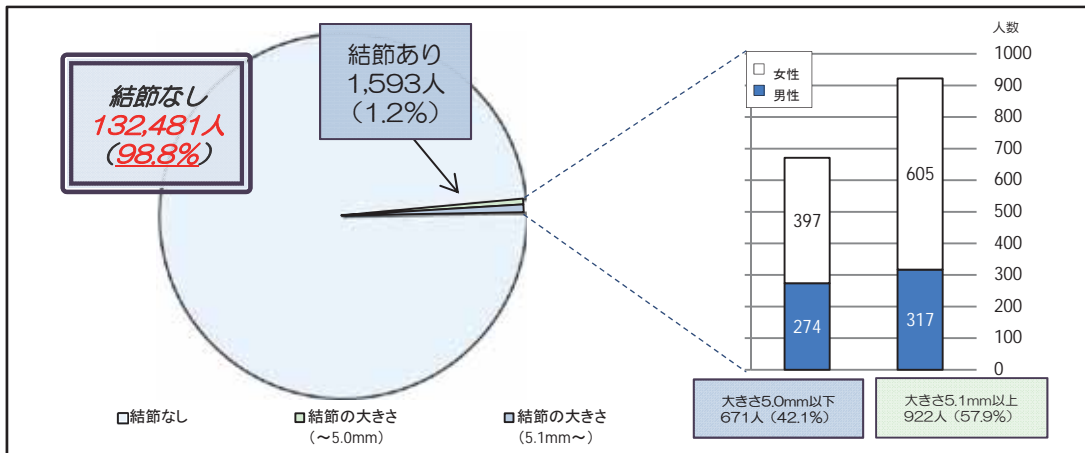 結節なし
132,481人
(98.8%)
結節あり
1,593人
(1.2%)
人数
女性
男性
1000
900
800
700
600
500
400
300
200
100
0
397
274
605
317
大きさ5.0mm以下
671人 (42.1%)
大きさ5.1mm以上
922人 (57.9%)
結節なし
結節の大きさ
(~5.0mm)
結節の大きさ
(5.1mm~)